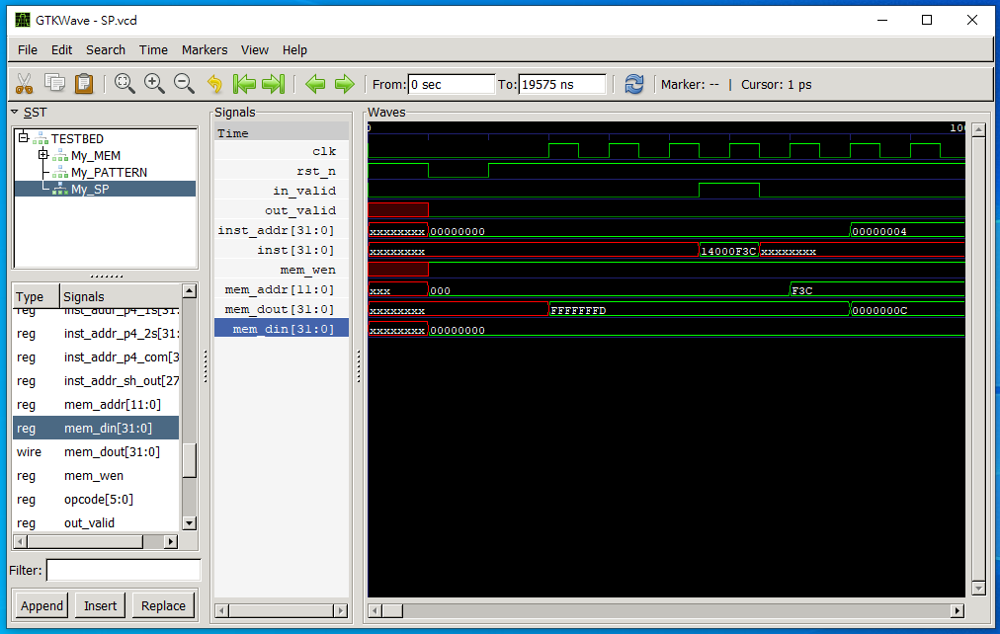 GTKWave - SP.vcd
File Edit Search Time Markers View Help
From: 0 sec To: 19575 ns Marker: -- | Cursor: 1 ps
SST
TESTBED
My_MEM
My_PATTERN
My_SP
Type Signals
reg inst_addr_p4_1s[31:
reg inst_addr_p4_2s[31:
reg inst_addr_p4_com[3
reg inst_addr_sh_out[27
reg mem_addr[11:0]
reg mem_din[31:0]
wire mem_dout[31:0]
reg mem_wen
reg opcode[5:0]
reg out_valid
Filter:
Append Insert Replace
Signals
Time
clk
rst_n
in_valid
out_valid
inst_addr[31:0]
inst[31:0]
mem_wen
mem_addr[11:0]
mem_dout[31:0]
mem_din[31:0]
Waves
0 100
xxxxxxxx 00000000 00000004
xxxxxxxx 14000F3C xxxxxxxx
xxx 000 F3C
xxxxxxxx FFFFFFFD 0000000C
xxxxxxxx 00000000